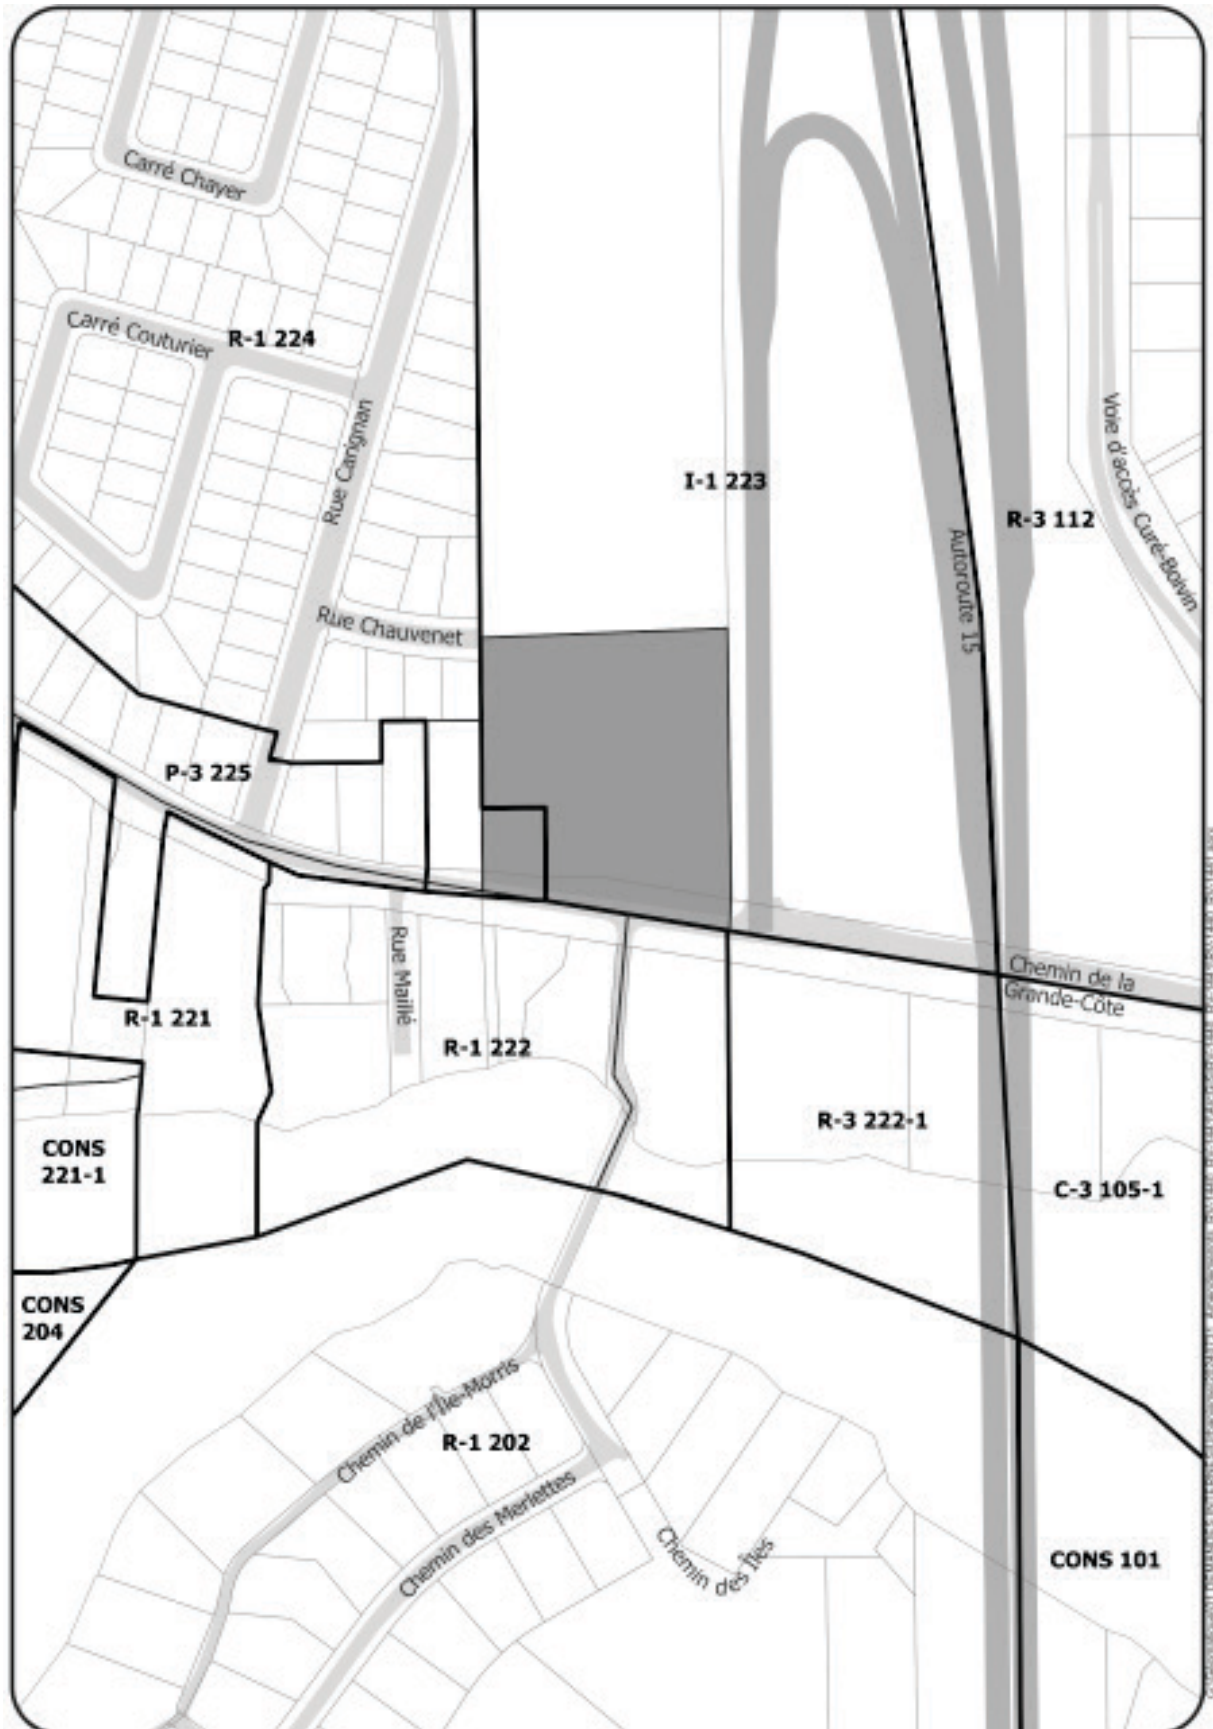 Carré Chayer
Carré Couturier
R-1 224
Rue Carignan
I-1 223
Voie d'accès Curé-Boivin
R-3 112
Autoroute 15
Rue Chauvenet
P-3 225
Chemin de la
Grande-Côte
Rue Maillé
R-1 221
R-1 222
R-3 222-1
CONS
221-1
C-3 105-1
CONS
204
Chemin de l'Île-Morris
R-1 202
Chemin des Merlettes
Chemin des Îles
CONS 101